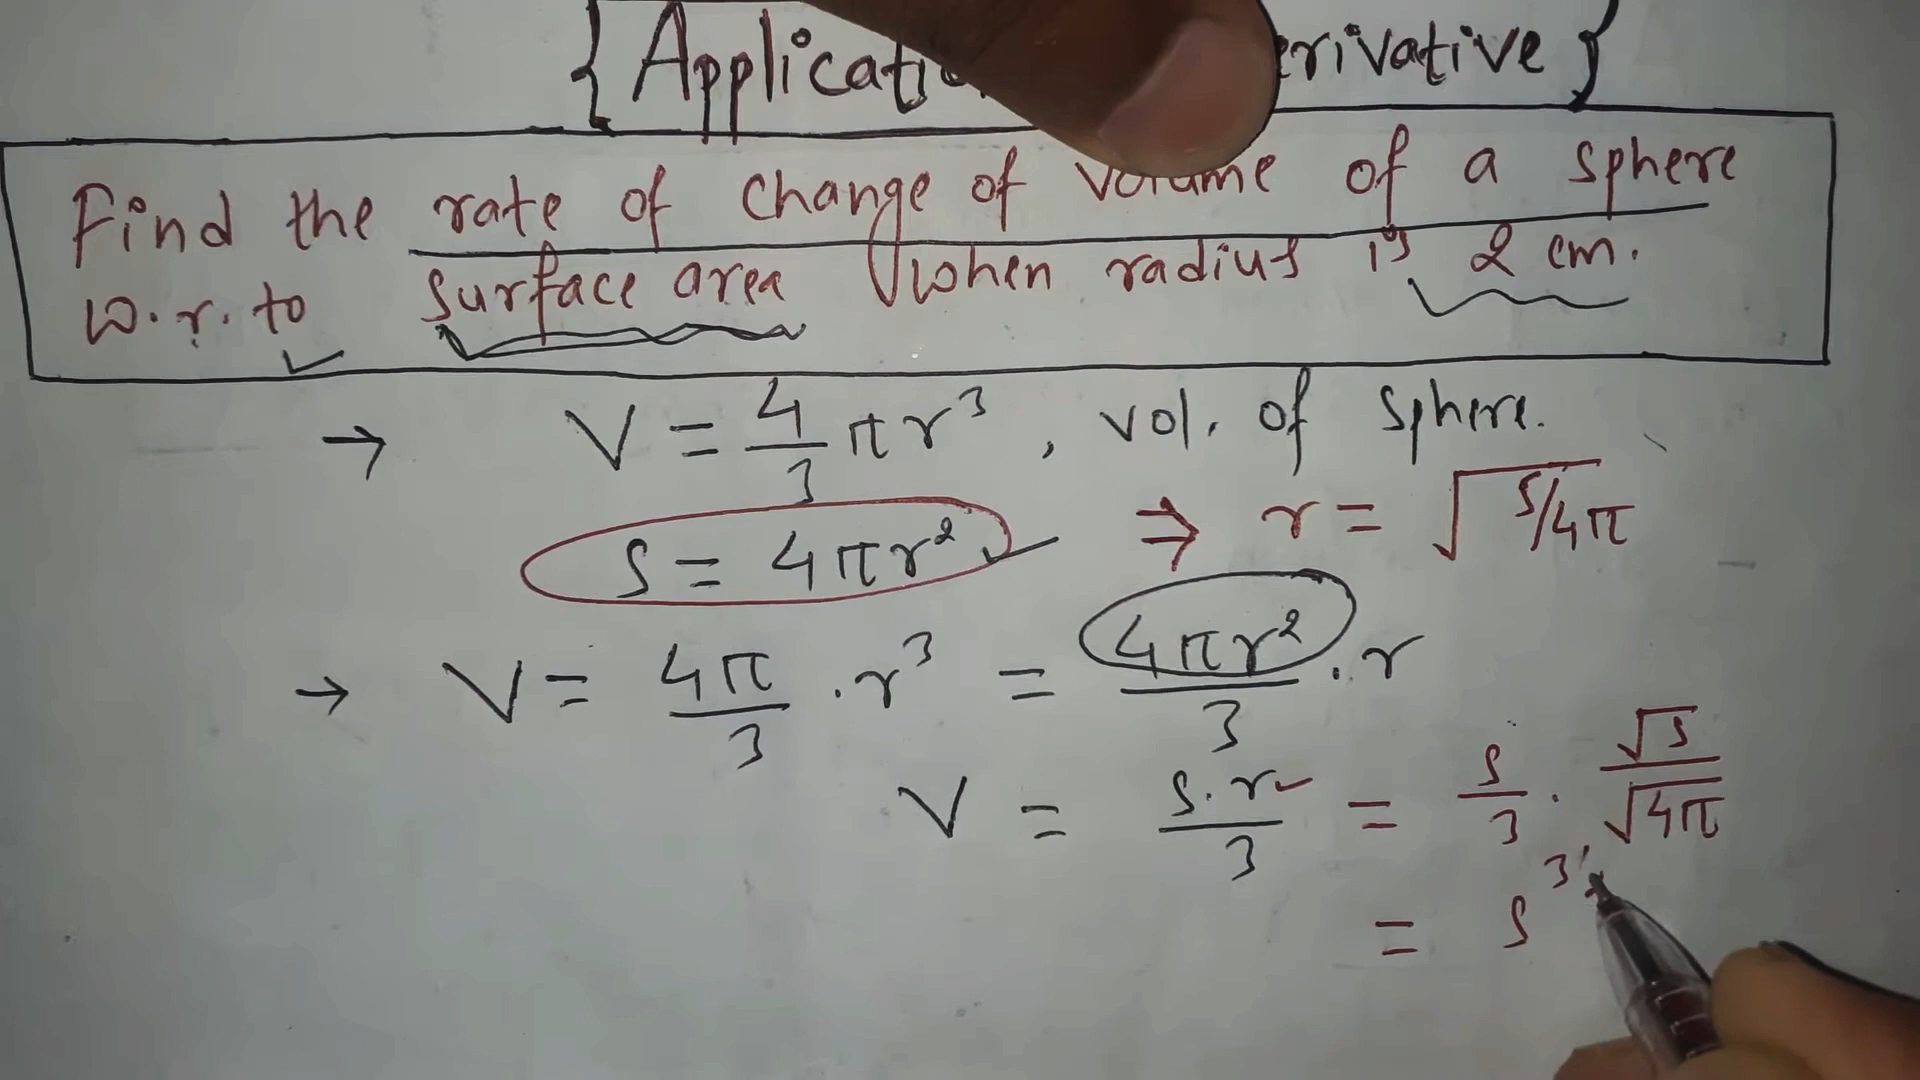 {Applicati erivative}
Find the rate of change of volume of a sphere
w.r. to surface area when radius is 2 cm.
→ V = 4/3 πr³, vol. of sphere.
S = 4πr² ⇒ r = √S/4π
→ V = 4π/3 . r³ = 4πr²/3 . r
V = S.r/3 = S/3 . √S/√4π
= S³/